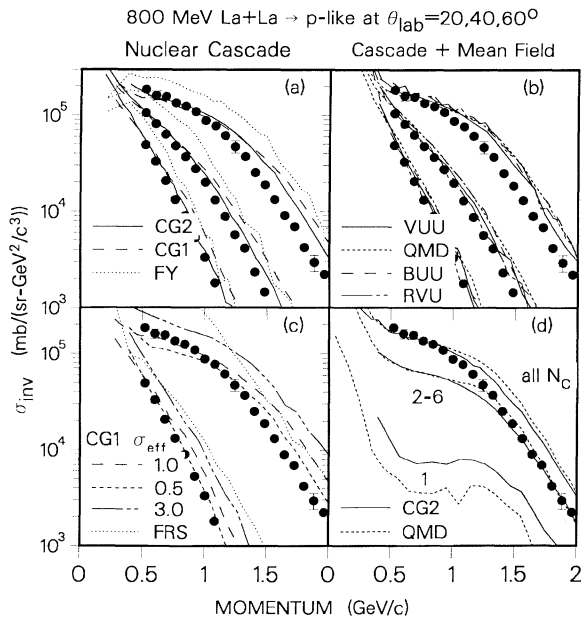 800 MeV La+La → p-like at θlab=20,40,60°
Nuclear Cascade
Cascade + Mean Field
(a)
(b)
10⁵
10⁴
10³
CG2
CG1
FY
VUU
QMD
BUU
RVU
σinv (mb/(sr-GeV²/c³))
(c)
(d)
10⁵
10⁴
10³
CG1 σeff
1.0
0.5
3.0
FRS
all Nc
2-6
1
CG2
QMD
0 0.5 1 1.5 0 0.5 1 1.5 2
MOMENTUM (GeV/c)